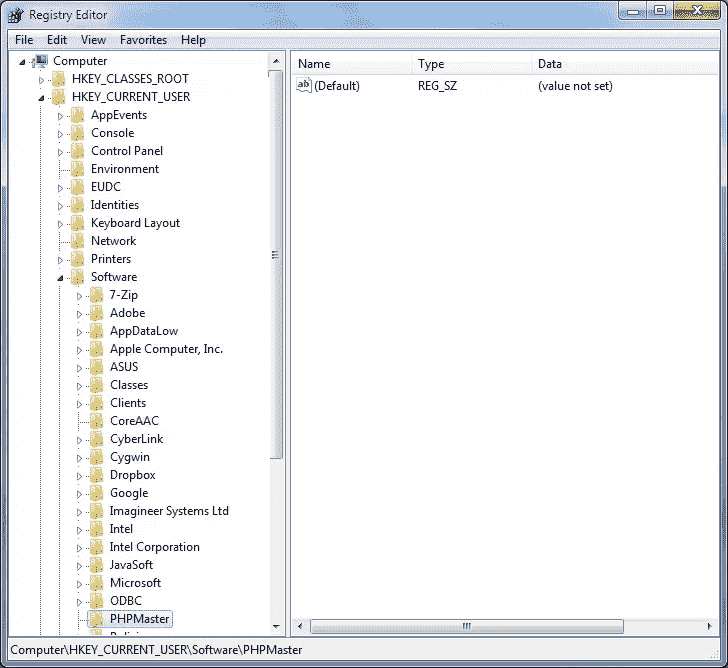 Registry Editor
File Edit View Favorites Help
Computer
HKEY_CLASSES_ROOT
HKEY_CURRENT_USER
AppEvents
Console
Control Panel
Environment
EUDC
Identities
Keyboard Layout
Network
Printers
Software
7-Zip
Adobe
AppDataLow
Apple Computer, Inc.
ASUS
Classes
Clients
CoreAAC
CyberLink
Cygwin
Dropbox
Google
Imagineer Systems Ltd
Intel
Intel Corporation
JavaSoft
Microsoft
ODBC
PHPMaster
Name Type Data
ab (Default) REG_SZ (value not set)
Computer\HKEY_CURRENT_USER\Software\PHPMaster